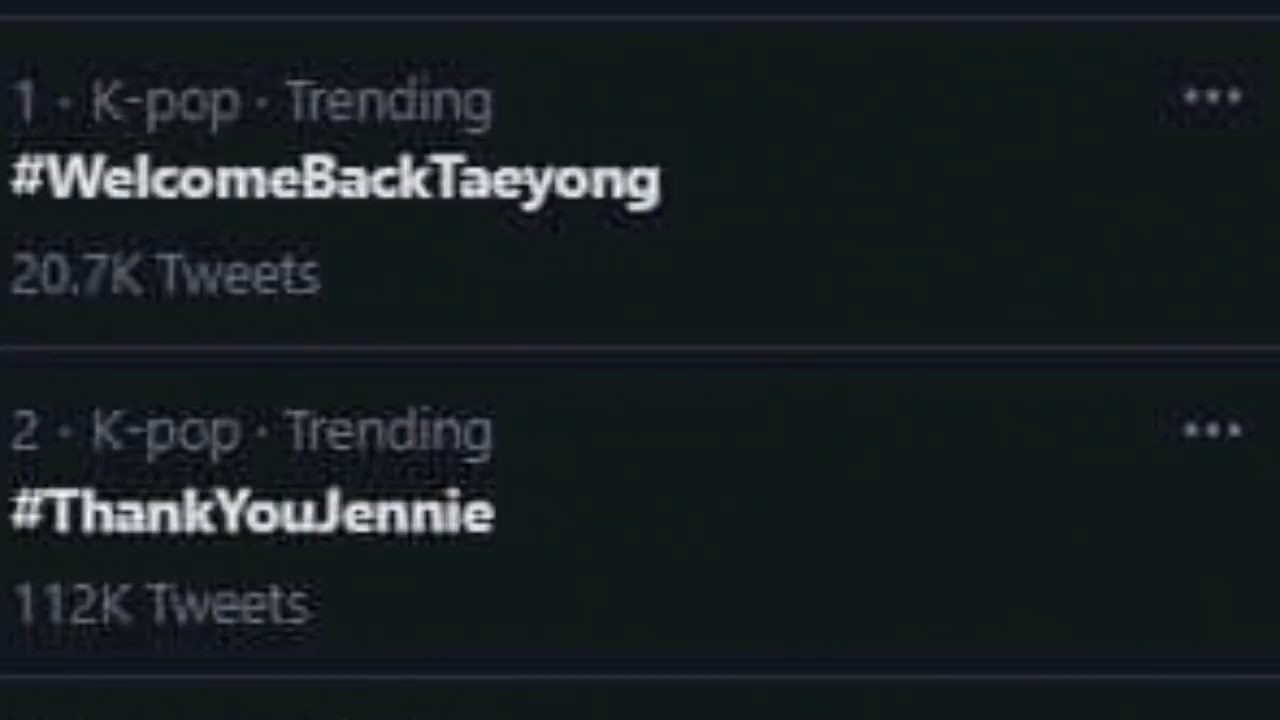 1 · K-pop · Trending
#WelcomeBackTaeyong
20.7K Tweets
2 · K-pop · Trending
#ThankYouJennie
112K Tweets